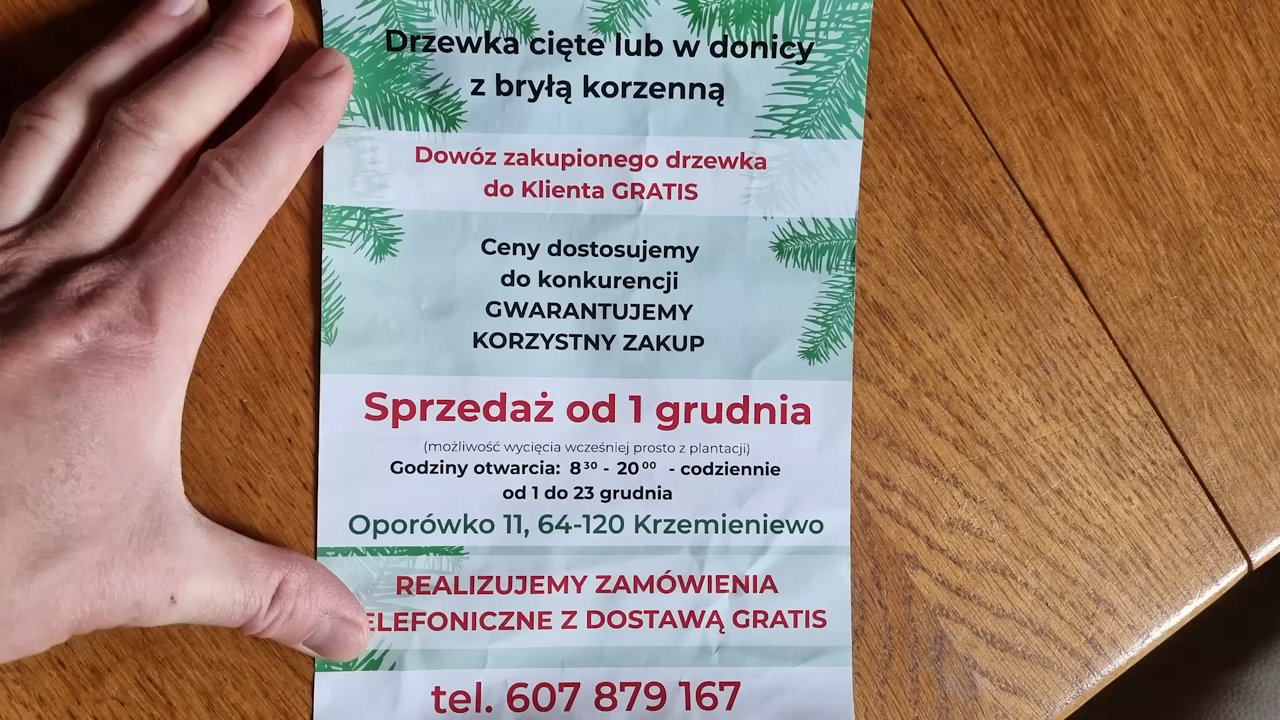 Drzewka cięte lub w donicy
z bryłą korzenną
Dowóz zakupionego drzewka
do Klienta GRATIS
Ceny dostosujemy
do konkurencji
GWARANTUJEMY
KORZYSTNY ZAKUP
Sprzedaż od 1 grudnia
(możliwość wycięcia wcześniej prosto z plantacji)
Godziny otwarcia: 8³⁰ - 20⁰⁰ - codziennie
od 1 do 23 grudnia
Oporówko 11, 64-120 Krzemieniewo
REALIZUJEMY ZAMÓWIENIA
ELEFONICZNE Z DOSTAWĄ GRATIS
tel. 607 879 167